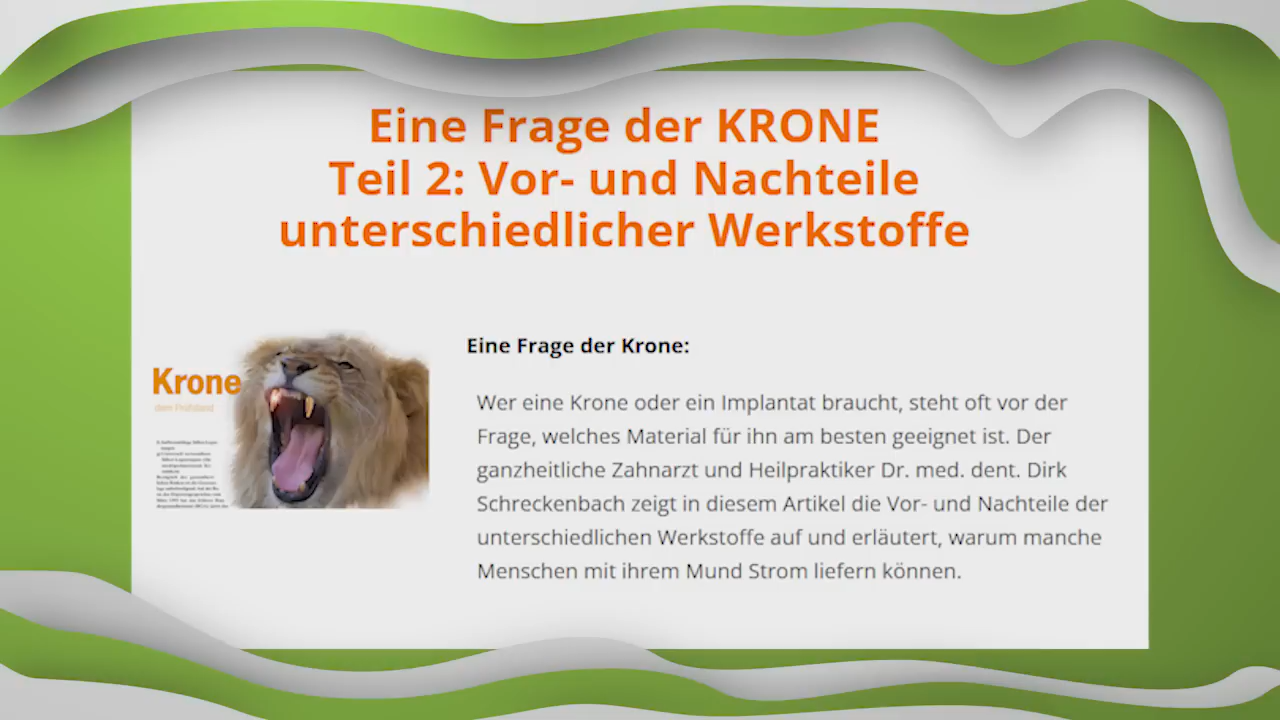 Eine Frage der KRONE
Teil 2: Vor- und Nachteile
unterschiedlicher Werkstoffe
Krone
dem Prüfstand
Eine Frage der Krone:
Wer eine Krone oder ein Implantat braucht, steht oft vor der
Frage, welches Material für ihn am besten geeignet ist. Der
ganzheitliche Zahnarzt und Heilpraktiker Dr. med. dent. Dirk
Schreckenbach zeigt in diesem Artikel die Vor- und Nachteile der
unterschiedlichen Werkstoffe auf und erläutert, warum manche
Menschen mit ihrem Mund Strom liefern können.